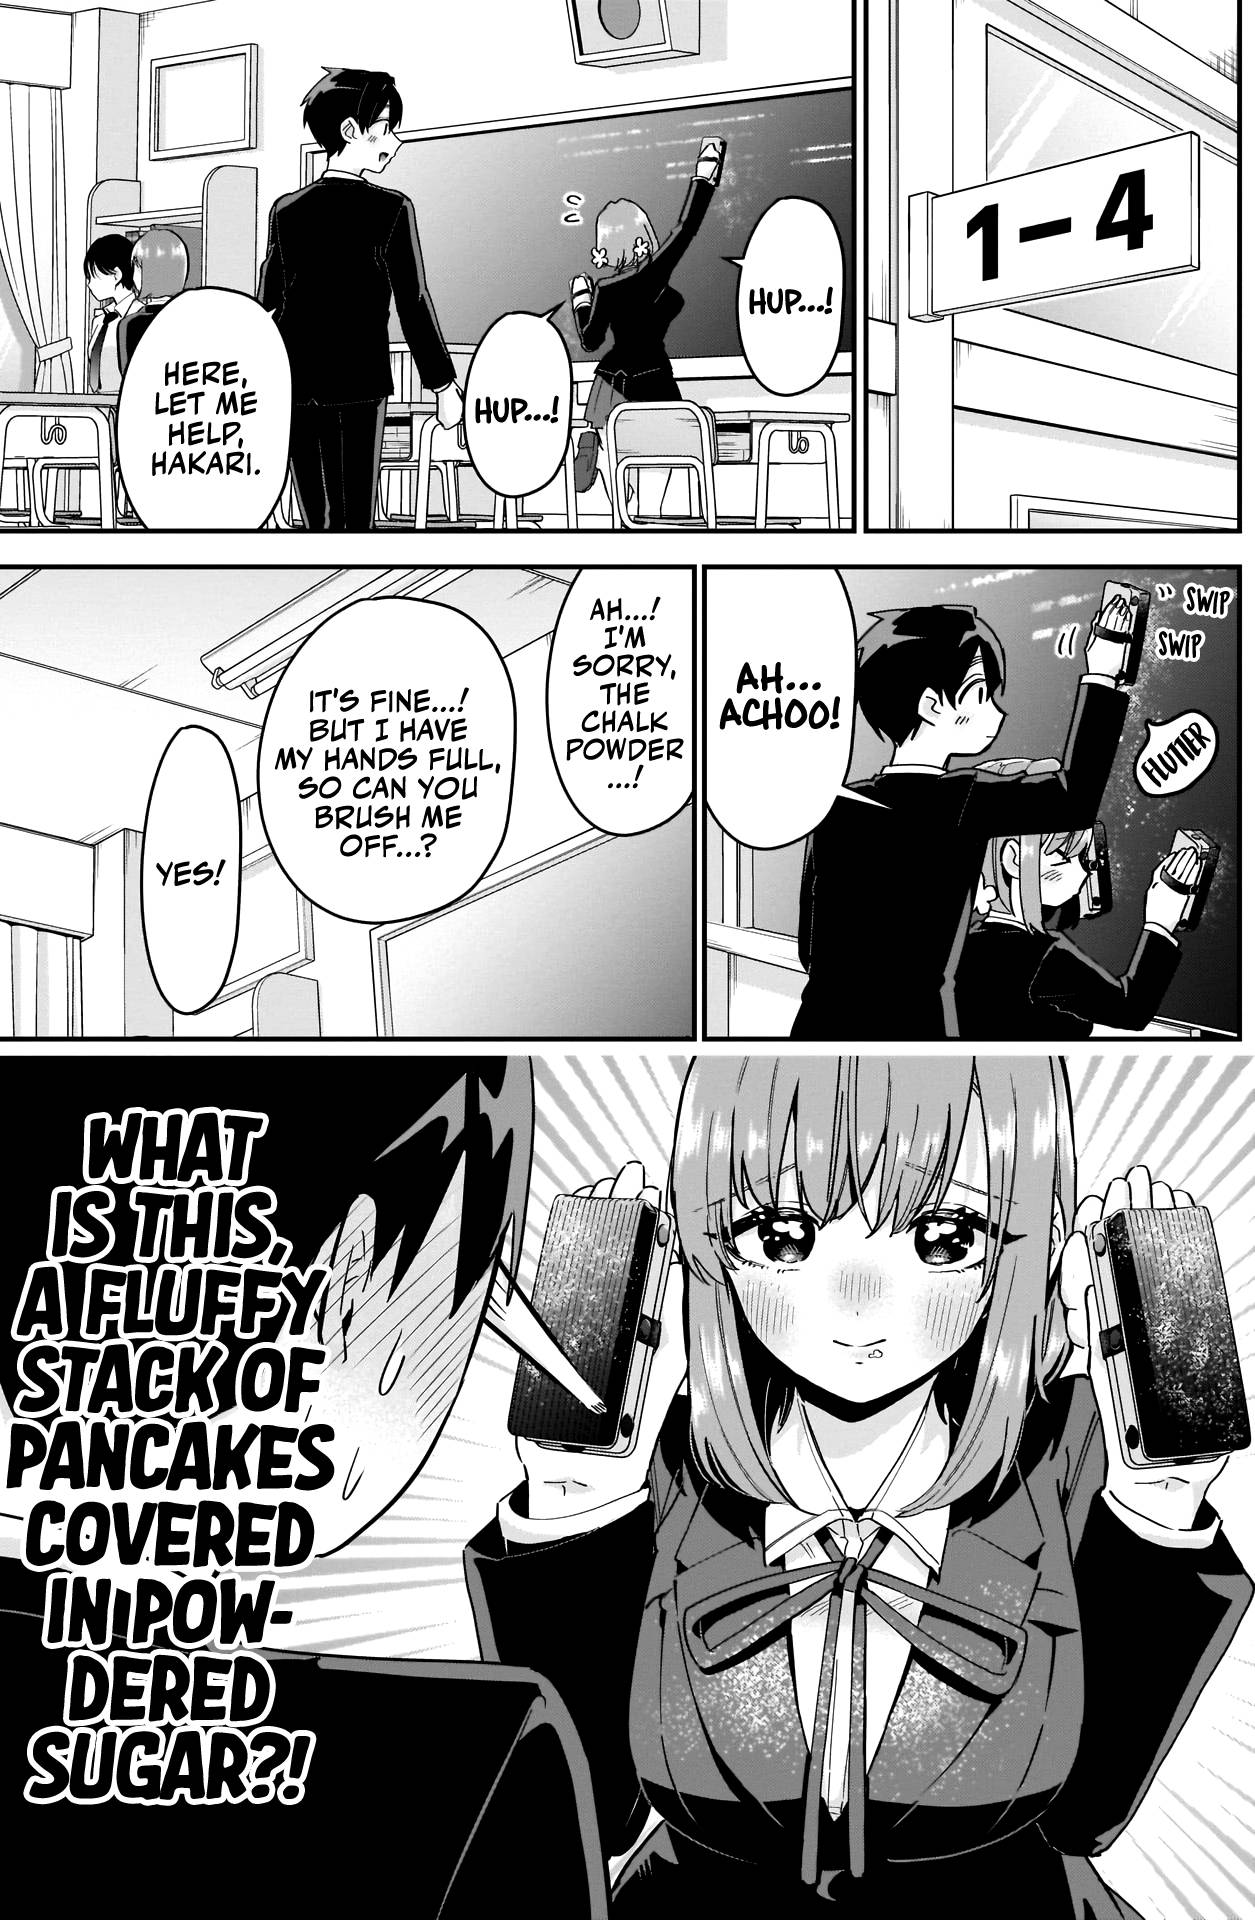 1-4
HUP...!
HUP...!
HERE,
LET ME
HELP,
HAKARI.
SWIP
SWIP
FLUTTER
AH...
ACHOO!
AH...!
I'M
SORRY,
THE
CHALK
POWDER
...!
IT'S FINE...!
BUT I HAVE
MY HANDS FULL,
SO CAN YOU
BRUSH ME
OFF...?
YES!
WHAT
IS THIS,
A FLUFFY
STACK OF
PANCAKES
COVERED
IN POW-
DERED
SUGAR?!